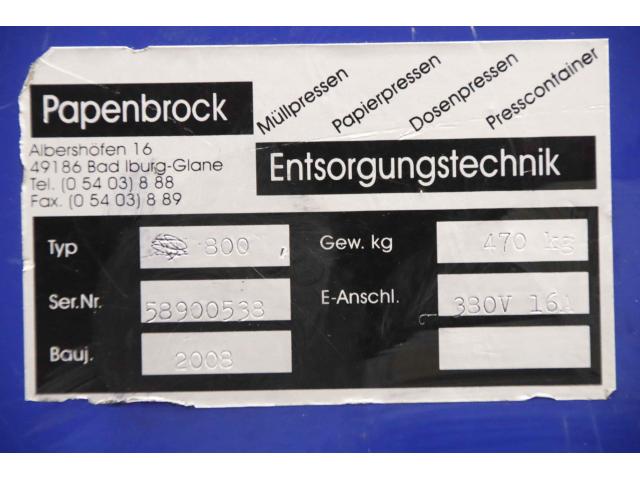 Papenbrock
Müllpressen
Papierpressen
Dosenpressen
Presscontainer
Albershöfen 16
49186 Bad Iburg-Glane
Tel. (0 54 03) 8 88
Fax. (0 54 03) 8 89
Entsorgungstechnik
Typ 800
Gew. kg 470 kg
Ser.Nr. 58900538
E-Anschl. 380V 16A
Bauj. 2008